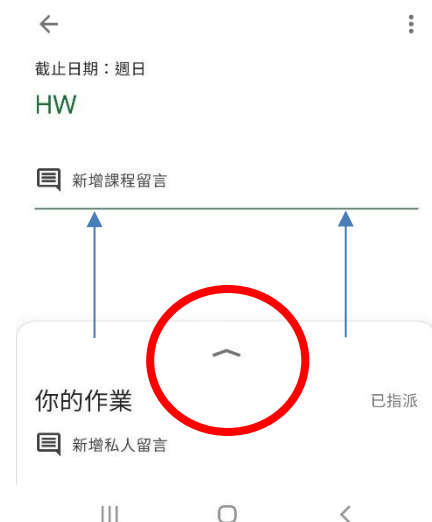 截止日期：週日
HW
新增課程留言
你的作業
已指派
新增私人留言